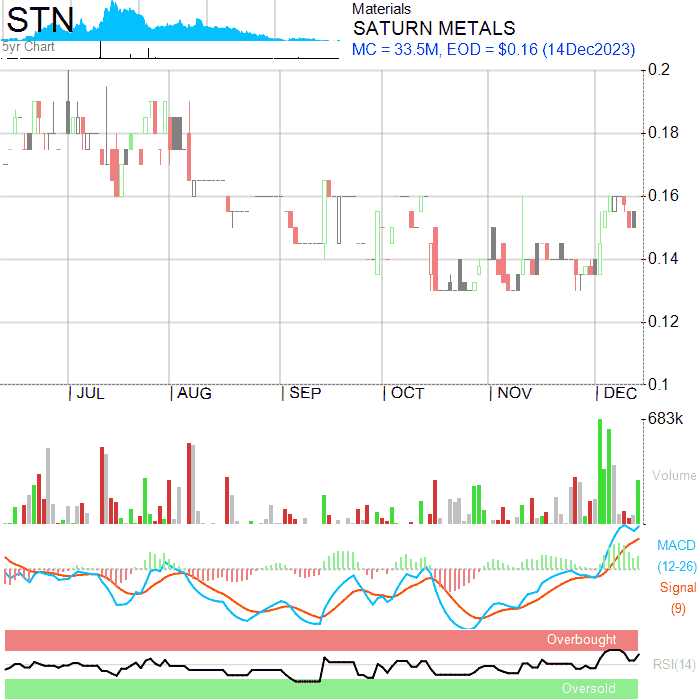 STN
5yr Chart
Materials
SATURN METALS
MC = 33.5M, EOD = $0.16 (14Dec2023)
0.2
0.18
0.16
0.14
0.12
0.1
JUL AUG SEP OCT NOV DEC
683k
Volume
MACD
(12-26)
Signal
(9)
Overbought
RSI(14)
Oversold